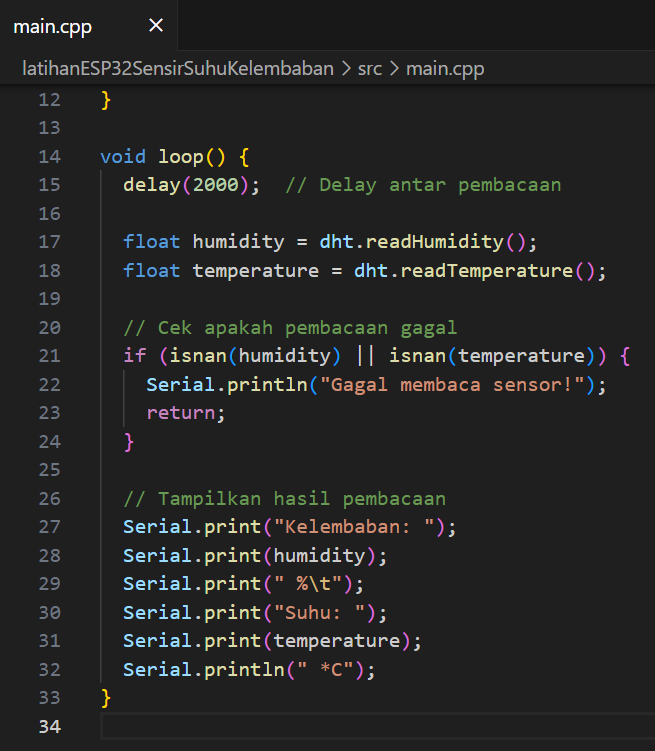 main.cpp ×
latihanESP32SensirSuhuKelembaban > src > main.cpp
12 }
13
14 void loop() {
15   delay(2000);  // Delay antar pembacaan
16
17   float humidity = dht.readHumidity();
18   float temperature = dht.readTemperature();
19
20   // Cek apakah pembacaan gagal
21   if (isnan(humidity) || isnan(temperature)) {
22     Serial.println("Gagal membaca sensor!");
23     return;
24   }
25
26   // Tampilkan hasil pembacaan
27   Serial.print("Kelembaban: ");
28   Serial.print(humidity);
29   Serial.print(" %\t");
30   Serial.print("Suhu: ");
31   Serial.print(temperature);
32   Serial.println(" *C");
33 }
34